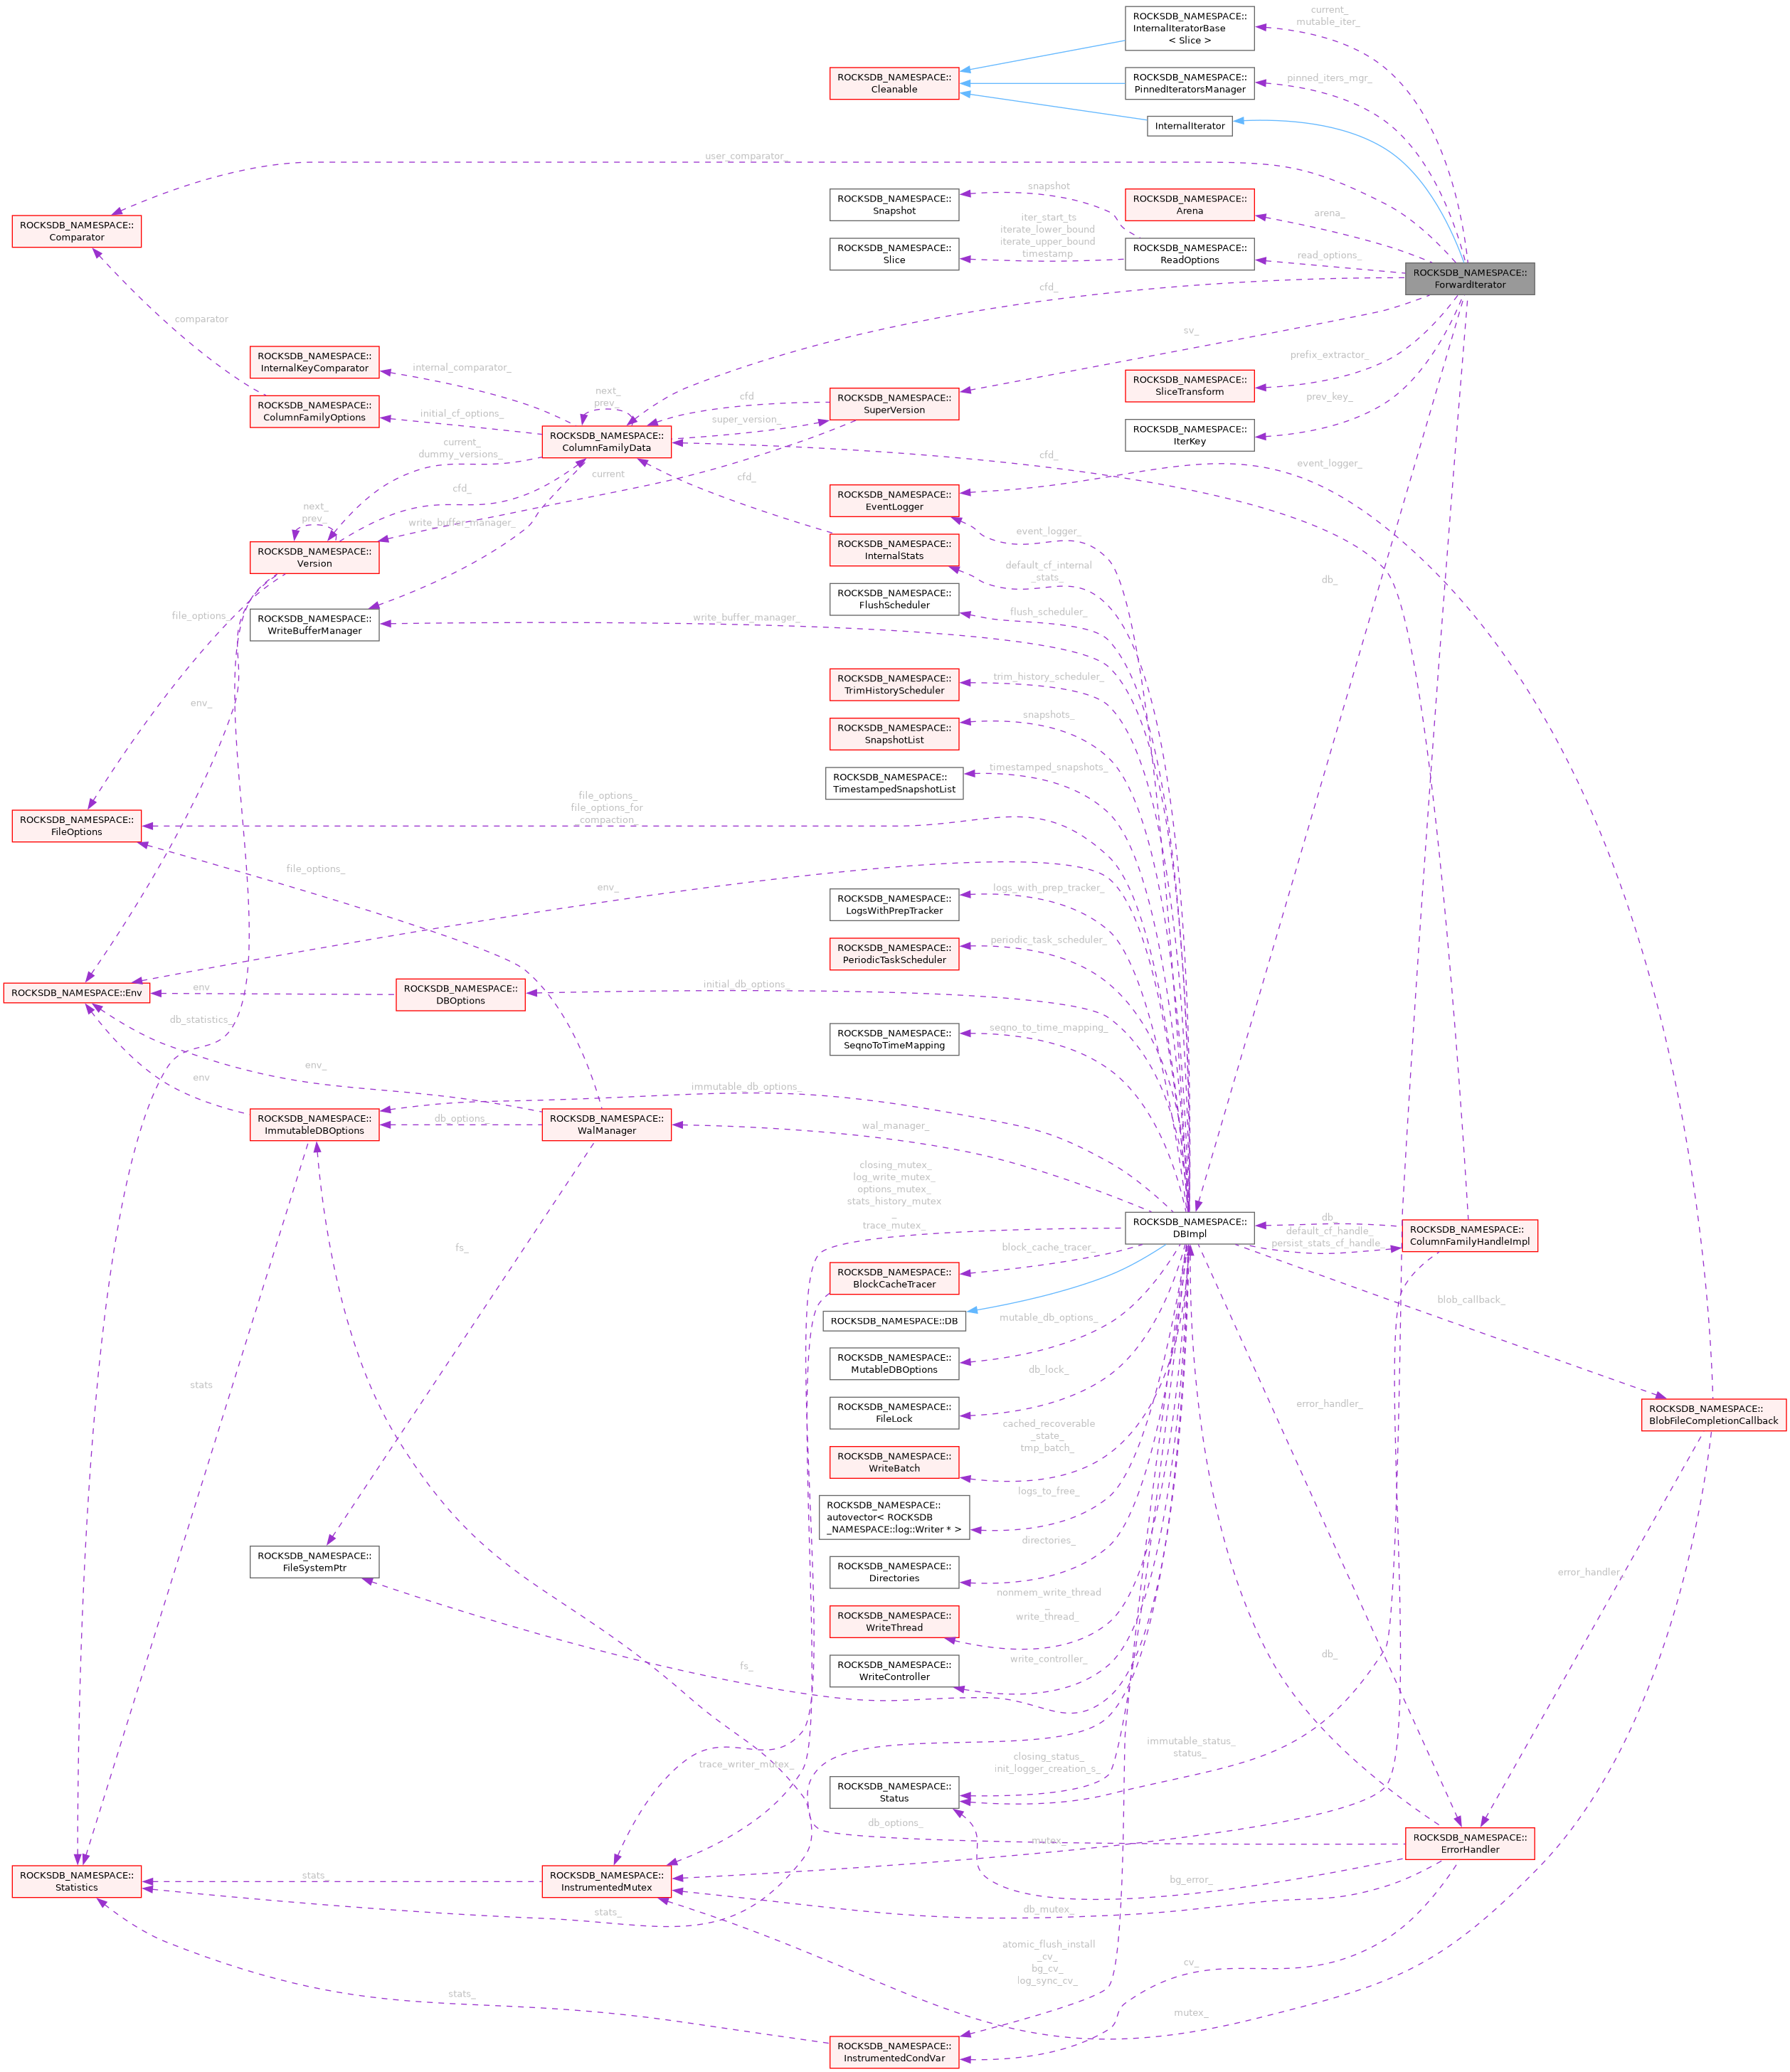 ROCKSDB_NAMESPACE::
InternalIteratorBase
< Slice >
current_
mutable_iter_
ROCKSDB_NAMESPACE::
Cleanable
ROCKSDB_NAMESPACE::
PinnedIteratorsManager
pinned_iters_mgr_
InternalIterator
user_comparator_
ROCKSDB_NAMESPACE::
Comparator
ROCKSDB_NAMESPACE::
Snapshot
snapshot
ROCKSDB_NAMESPACE::
Arena
arena_
ROCKSDB_NAMESPACE::
Slice
iter_start_ts
iterate_lower_bound
iterate_upper_bound
timestamp
ROCKSDB_NAMESPACE::
ReadOptions
read_options_
ROCKSDB_NAMESPACE::
ForwardIterator
cfd_
comparator
sv_
ROCKSDB_NAMESPACE::
InternalKeyComparator
internal_comparator_
prefix_extractor_
ROCKSDB_NAMESPACE::
SliceTransform
ROCKSDB_NAMESPACE::
ColumnFamilyOptions
initial_cf_options_
next_
prev_
cfd
super_version_
ROCKSDB_NAMESPACE::
SuperVersion
prev_key_
ROCKSDB_NAMESPACE::
IterKey
ROCKSDB_NAMESPACE::
ColumnFamilyData
current_
dummy_versions_
cfd_
event_logger_
current
cfd_
cfd_
ROCKSDB_NAMESPACE::
EventLogger
next_
prev_
write_buffer_manager_
event_logger_
ROCKSDB_NAMESPACE::
Version
ROCKSDB_NAMESPACE::
InternalStats
default_cf_internal
_stats_
db_
ROCKSDB_NAMESPACE::
FlushScheduler
flush_scheduler_
file_options_
ROCKSDB_NAMESPACE::
WriteBufferManager
write_buffer_manager_
ROCKSDB_NAMESPACE::
TrimHistoryScheduler
trim_history_scheduler_
env_
ROCKSDB_NAMESPACE::
SnapshotList
snapshots_
ROCKSDB_NAMESPACE::
TimestampedSnapshotList
timestamped_snapshots_
ROCKSDB_NAMESPACE::
FileOptions
file_options_
file_options_for
_compaction_
file_options_
env_
ROCKSDB_NAMESPACE::
LogsWithPrepTracker
logs_with_prep_tracker_
ROCKSDB_NAMESPACE::
PeriodicTaskScheduler
periodic_task_scheduler_
ROCKSDB_NAMESPACE::Env
env
ROCKSDB_NAMESPACE::
DBOptions
initial_db_options_
db_statistics_
ROCKSDB_NAMESPACE::
SeqnoToTimeMapping
seqno_to_time_mapping_
env
env_
immutable_db_options_
ROCKSDB_NAMESPACE::
ImmutableDBOptions
db_options_
ROCKSDB_NAMESPACE::
WalManager
wal_manager_
closing_mutex_
log_write_mutex_
options_mutex_
stats_history_mutex
_
trace_mutex_
ROCKSDB_NAMESPACE::
DBImpl
db_
default_cf_handle_
persist_stats_cf_handle_
ROCKSDB_NAMESPACE::
ColumnFamilyHandleImpl
fs_
block_cache_tracer_
ROCKSDB_NAMESPACE::
BlockCacheTracer
blob_callback_
ROCKSDB_NAMESPACE::DB
mutable_db_options_
ROCKSDB_NAMESPACE::
MutableDBOptions
stats
db_lock_
ROCKSDB_NAMESPACE::
FileLock
error_handler_
ROCKSDB_NAMESPACE::
BlobFileCompletionCallback
cached_recoverable
_state_
tmp_batch_
ROCKSDB_NAMESPACE::
WriteBatch
logs_to_free_
ROCKSDB_NAMESPACE::
autovector< ROCKSDB
_NAMESPACE::log::Writer * >
directories_
ROCKSDB_NAMESPACE::
FileSystemPtr
ROCKSDB_NAMESPACE::
Directories
error_handler_
nonmem_write_thread
_
write_thread_
ROCKSDB_NAMESPACE::
WriteThread
write_controller_
fs_
ROCKSDB_NAMESPACE::
WriteController
db_
immutable_status_
status_
closing_status_
init_logger_creation_s_
trace_writer_mutex_
ROCKSDB_NAMESPACE::
Status
db_options_
mutex_
ROCKSDB_NAMESPACE::
ErrorHandler
ROCKSDB_NAMESPACE::
Statistics
stats_
ROCKSDB_NAMESPACE::
InstrumentedMutex
bg_error_
stats_
db_mutex_
atomic_flush_install
_cv_
bg_cv_
log_sync_cv_
cv_
stats_
mutex_
ROCKSDB_NAMESPACE::
InstrumentedCondVar